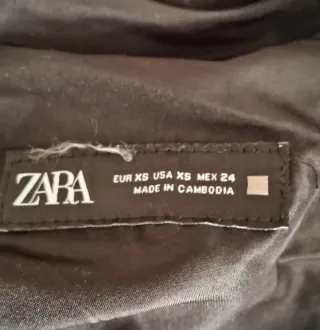 ZARA
EUR XS USA XS MEX 24
MADE IN CAMBODIA